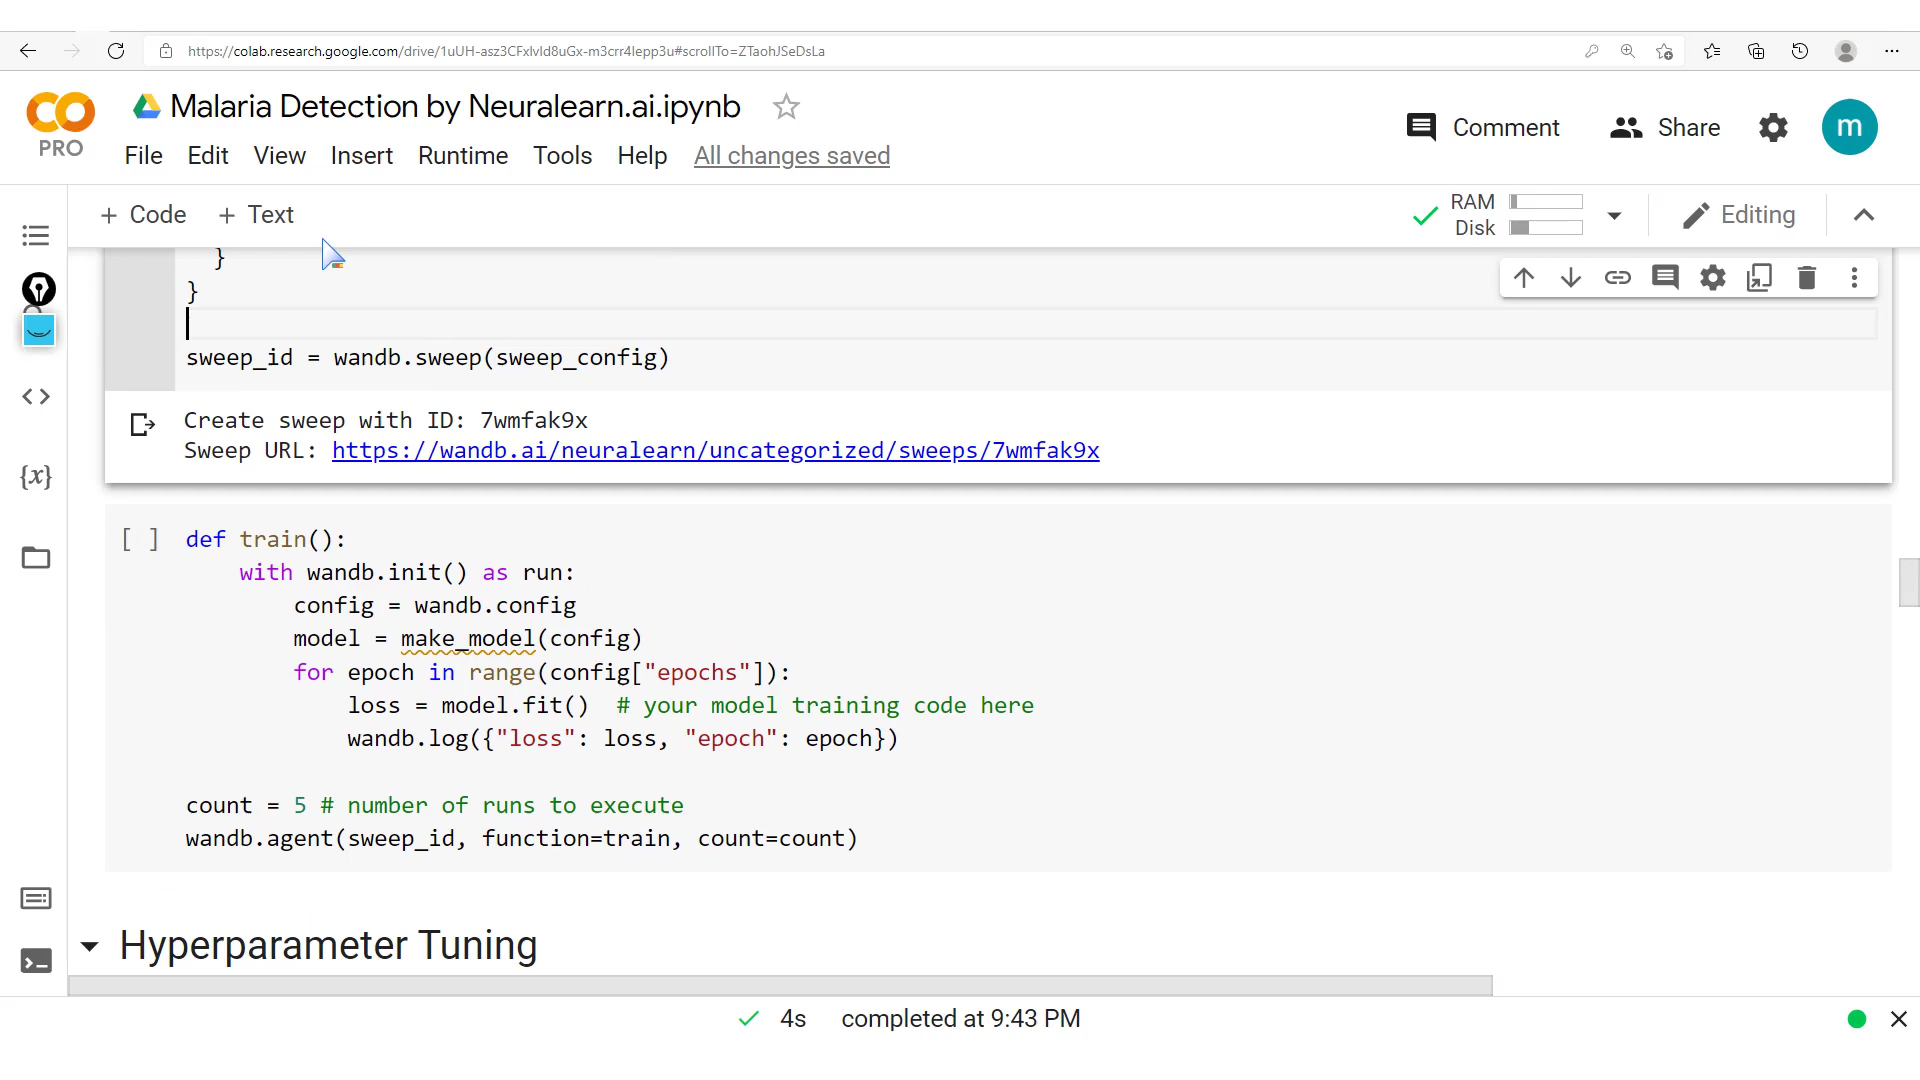 https://colab.research.google.com/drive/1uUH-asz3CFxlvld8uGx-m3crr4lepp3u#scrollTo=ZTaohJSeDsLa
PRO
Malaria Detection by Neuralearn.ai.ipynb
File Edit View Insert Runtime Tools Help All changes saved
Comment Share m
+ Code + Text
RAM
Disk
Editing
}
}
sweep_id = wandb.sweep(sweep_config)
Create sweep with ID: 7wmfak9x
Sweep URL: https://wandb.ai/neuralearn/uncategorized/sweeps/7wmfak9x
[ ] def train():
with wandb.init() as run:
config = wandb.config
model = make_model(config)
for epoch in range(config["epochs"]):
loss = model.fit()  # your model training code here
wandb.log({"loss": loss, "epoch": epoch})
count = 5 # number of runs to execute
wandb.agent(sweep_id, function=train, count=count)
Hyperparameter Tuning
4s completed at 9:43 PM